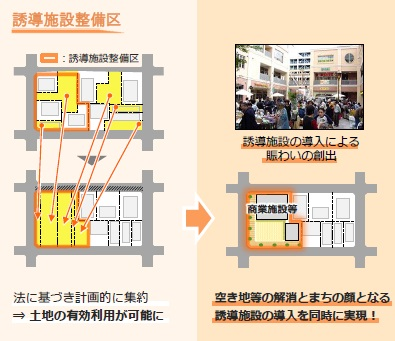 誘導施設整備区
：誘導施設整備区
法に基づき計画的に集約
⇒ 土地の有効利用が可能に
誘導施設の導入による
賑わいの創出
商業施設等
空き地等の解消とまちの顔となる
誘導施設の導入を同時に実現！